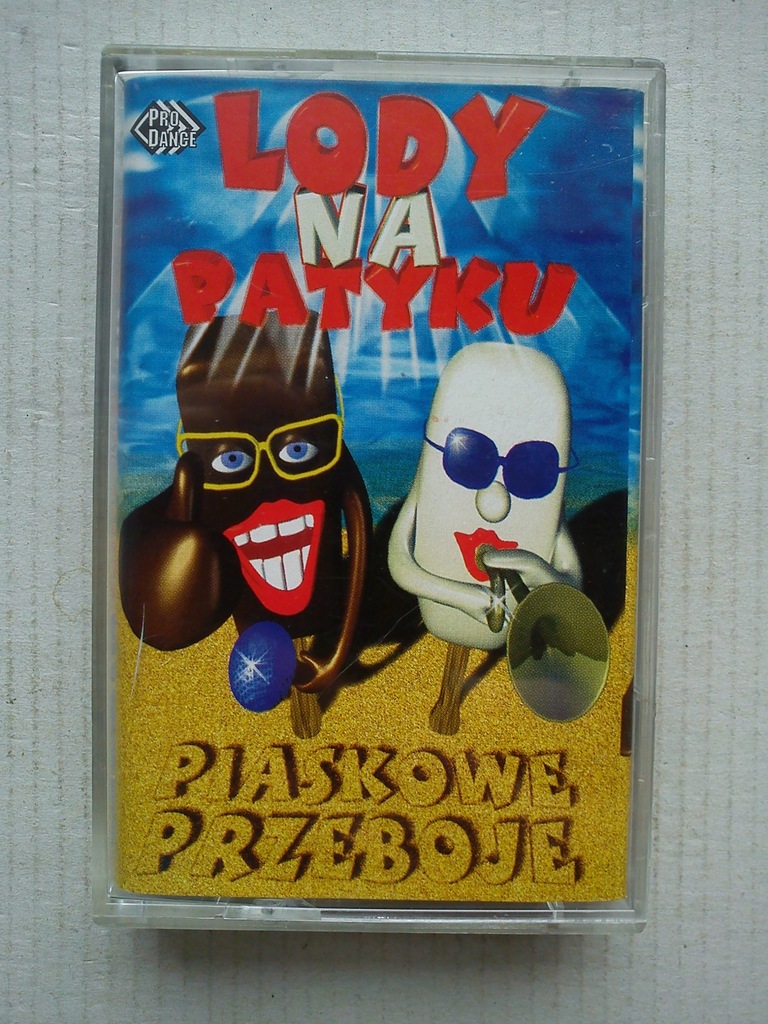 PRO
DANCE
LODY
NA
PATYKU
PIASKOWE
PRZEBOJE